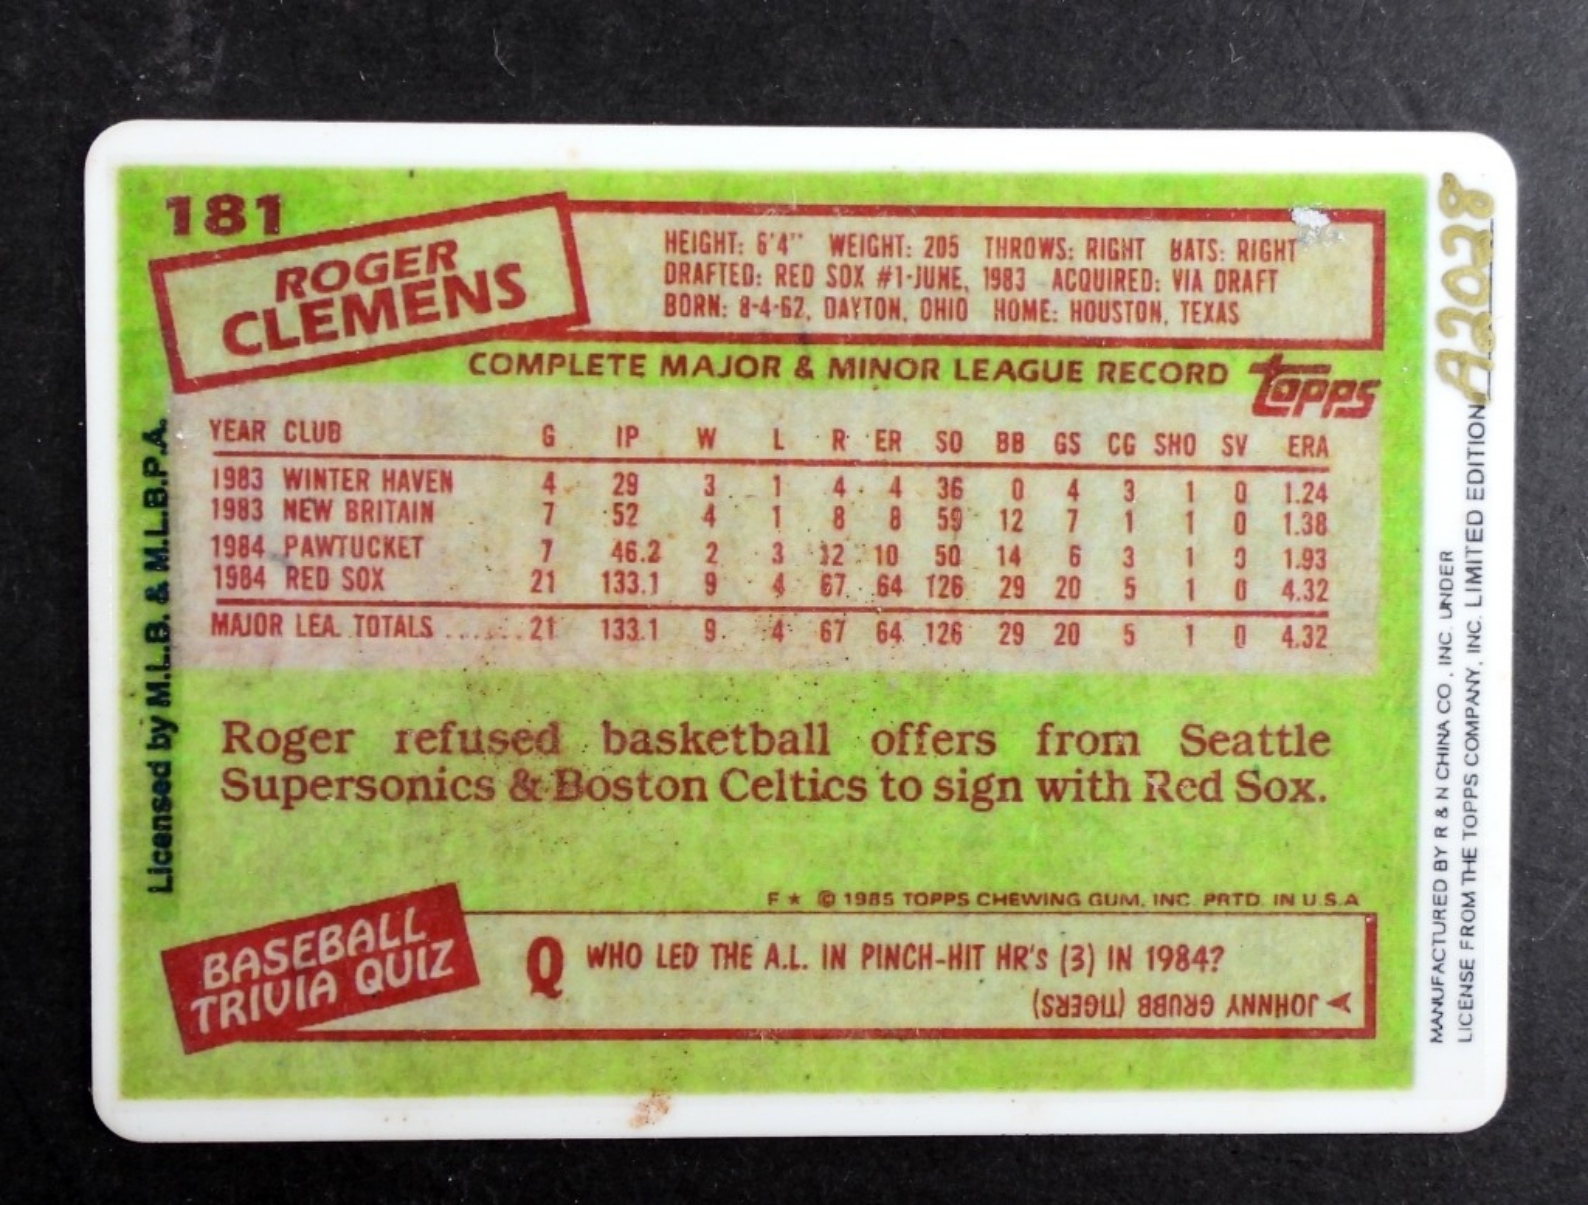 181
ROGER
CLEMENS
HEIGHT: 6'4" WEIGHT: 205 THROWS: RIGHT BATS: RIGHT
DRAFTED: RED SOX #1-JUNE, 1983 ACQUIRED: VIA DRAFT
BORN: 8-4-62, DAYTON, OHIO HOME: HOUSTON, TEXAS
COMPLETE MAJOR & MINOR LEAGUE RECORD topps
YEAR CLUB G IP W L R ER SO BB GS CG SHO SV ERA
1983 WINTER HAVEN 4 29 3 1 4 4 36 0 4 3 1 0 1.24
1983 NEW BRITAIN 7 52 4 1 8 8 59 12 7 1 1 0 1.38
1984 PAWTUCKET 7 46.2 2 3 12 10 50 14 6 3 1 0 1.93
1984 RED SOX 21 133.1 9 4 67 64 126 29 20 5 1 0 4.32
MAJOR LEA. TOTALS ....... 21 133.1 9 4 67 64 126 29 20 5 1 0 4.32
Roger refused basketball offers from Seattle
Supersonics & Boston Celtics to sign with Red Sox.
F ★ © 1985 TOPPS CHEWING GUM, INC. PRTD. IN U.S.A
BASEBALL
TRIVIA QUIZ
Q WHO LED THE A.L. IN PINCH-HIT HR's (3) IN 1984?
JOHNNY GRUBB (TIGERS)
Licensed by M.L.B. & M.L.B.P.A.
MANUFACTURED BY R & N CHINA CO., INC. UNDER
LICENSE FROM THE TOPPS COMPANY, INC. LIMITED EDITION A2028